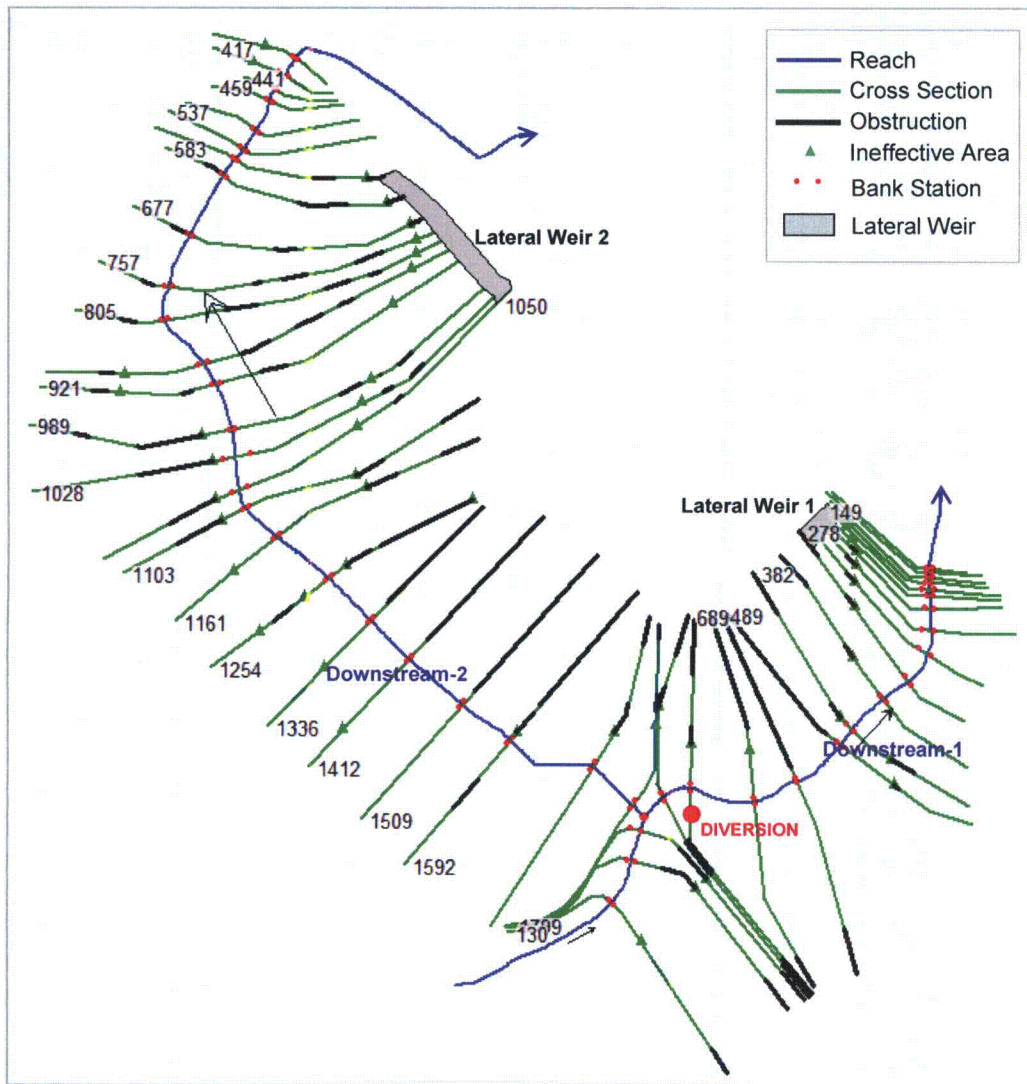 417
441
459
537
583
677
757
805
921
989
1028
1103
1161
1254
1336
1412
1509
1592
130
Reach
Cross Section
Obstruction
Ineffective Area
Bank Station
Lateral Weir
Lateral Weir 2
1050
Lateral Weir 1
149
278
382
689
489
Downstream-2
Downstream-1
DIVERSION